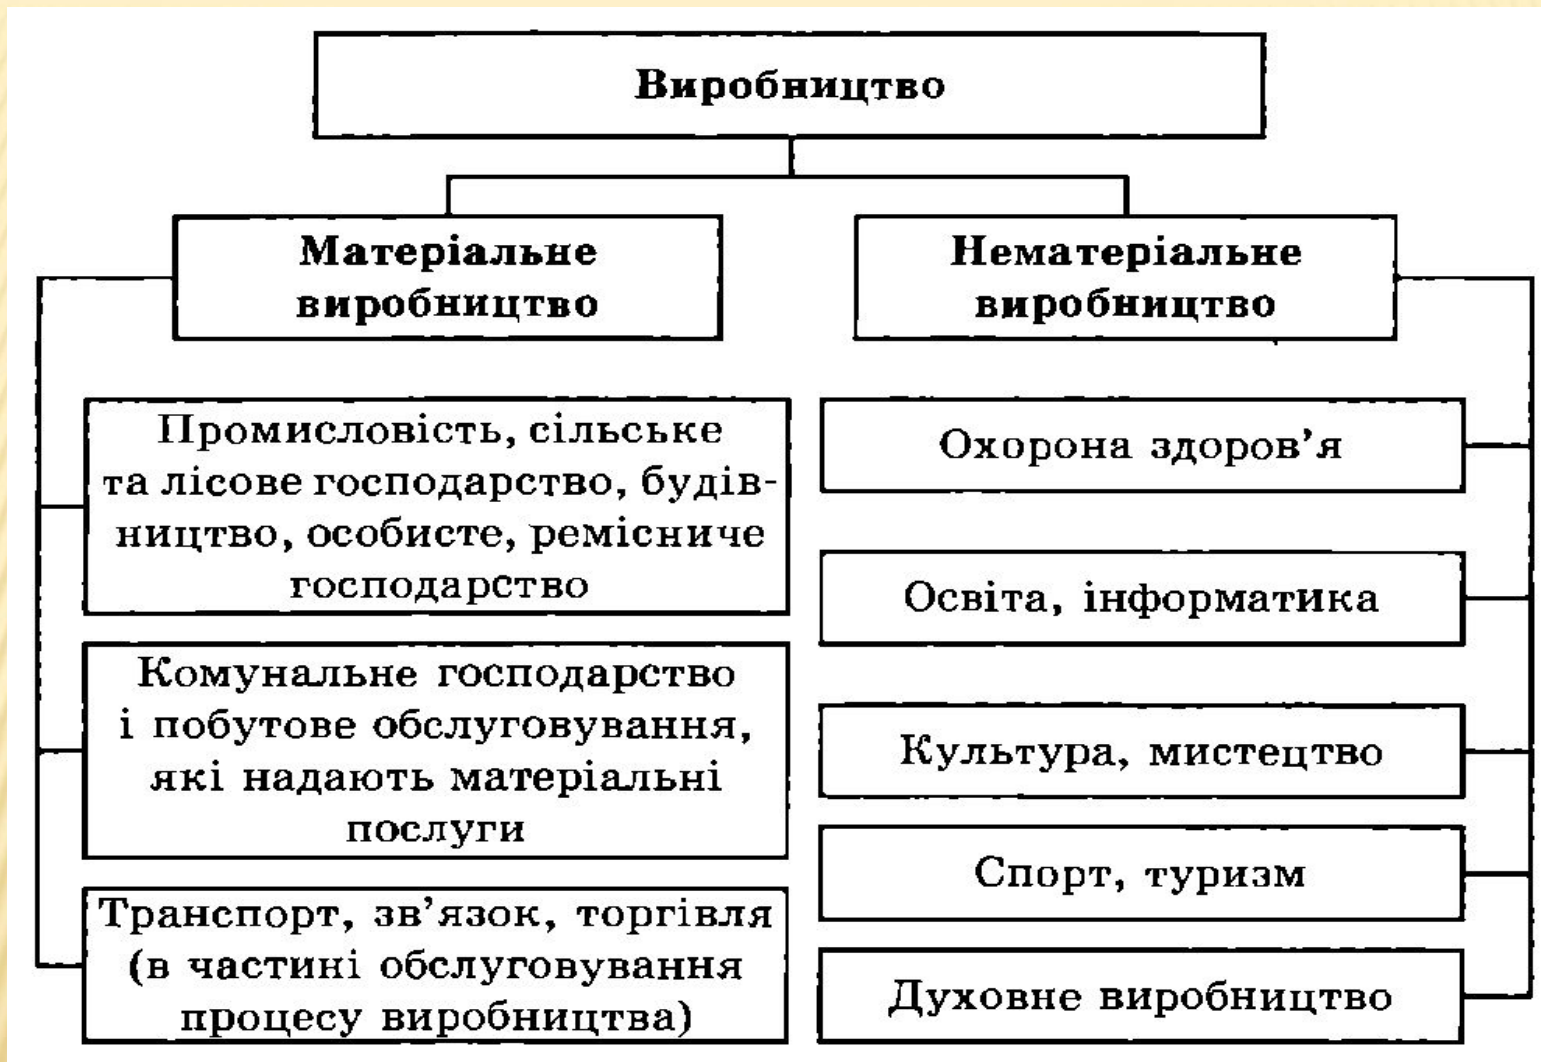 Виробництво
Матеріальне
виробництво
Нематеріальне
виробництво
Промисловість, сільське
та лісове господарство, будів-
ництво, особисте, ремісниче
господарство
Комунальне господарство
і побутове обслуговування,
які надають матеріальні
послуги
Транспорт, зв’язок, торгівля
(в частині обслуговування
процесу виробництва)
Охорона здоров’я
Освіта, інформатика
Культура, мистецтво
Спорт, туризм
Духовне виробництво